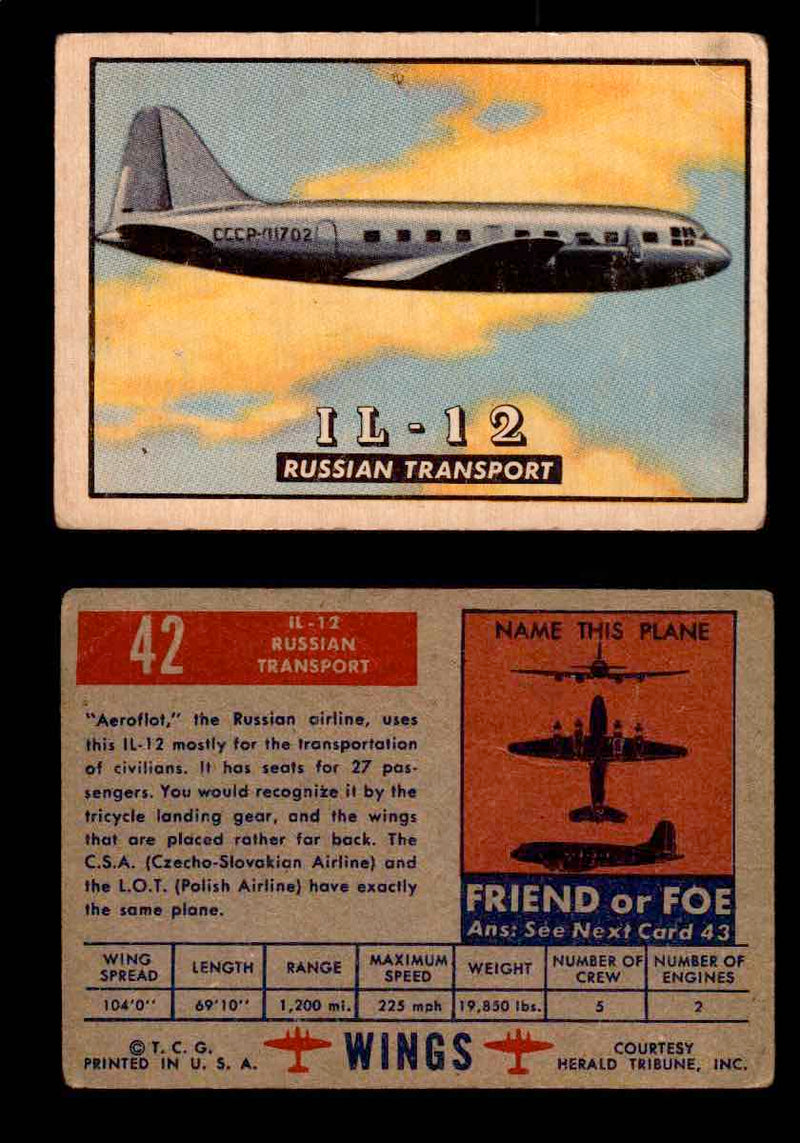 CCCP-Л1702
IL-12
RUSSIAN TRANSPORT
42
IL-12
RUSSIAN
TRANSPORT
"Aeroflot," the Russian airline, uses
this IL-12 mostly for the transportation
of civilians. It has seats for 27 pas-
sengers. You would recognize it by the
tricycle landing gear, and the wings
that are placed rather far back. The
C.S.A. (Czecho-Slovakian Airline) and
the L.O.T. (Polish Airline) have exactly
the same plane.
NAME THIS PLANE
FRIEND or FOE
Ans: See Next Card 43
WING SPREAD LENGTH RANGE MAXIMUM SPEED WEIGHT NUMBER OF CREW NUMBER OF ENGINES
104'0" 69'10" 1,200 mi. 225 mph 19,850 lbs. 5 2
© T. C. G.
PRINTED IN U. S. A.
WINGS
COURTESY
HERALD TRIBUNE, INC.